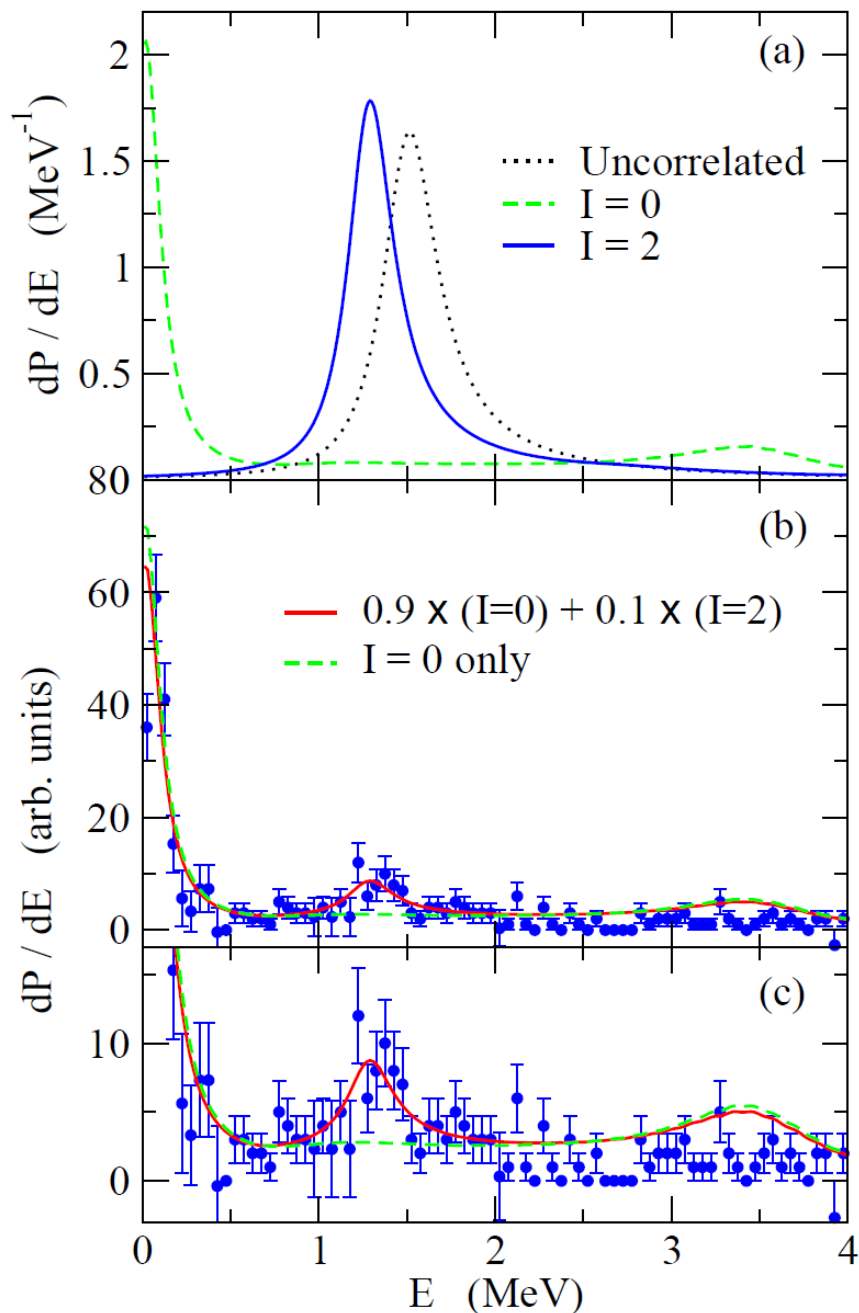 (a)
dP / dE (MeV⁻¹)
2
1.5
1
0.5
Uncorrelated
I = 0
I = 2
(b)
dP / dE (arb. units)
80
60
40
20
0
0.9 x (I=0) + 0.1 x (I=2)
I = 0 only
(c)
10
0
0 1 2 3 4
E (MeV)